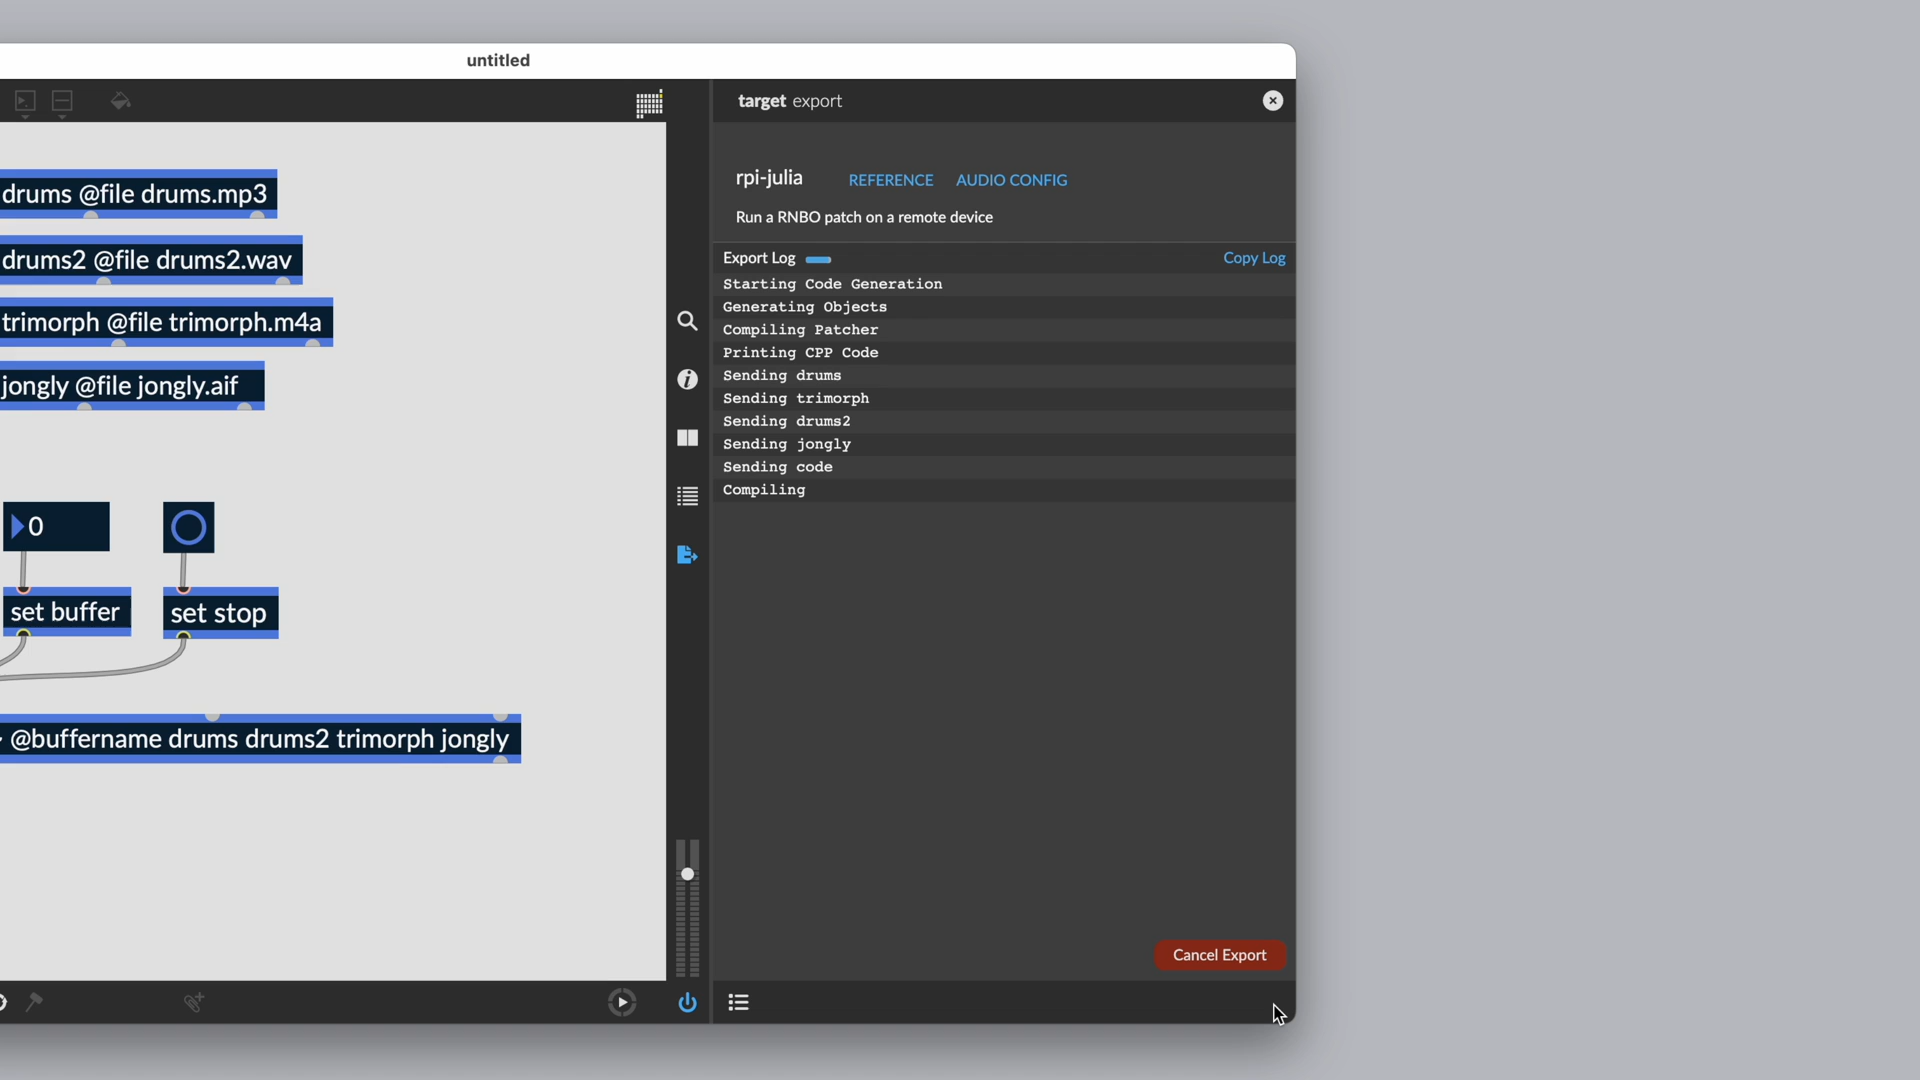 untitled
target export
rpi-julia REFERENCE AUDIO CONFIG
Run a RNBO patch on a remote device
Export Log Copy Log
Starting Code Generation
Generating Objects
Compiling Patcher
Printing CPP Code
Sending drums
Sending trimorph
Sending drums2
Sending jongly
Sending code
Compiling
Cancel Export
drums @file drums.mp3
drums2 @file drums2.wav
trimorph @file trimorph.m4a
jongly @file jongly.aif
0
set buffer
set stop
@buffername drums drums2 trimorph jongly